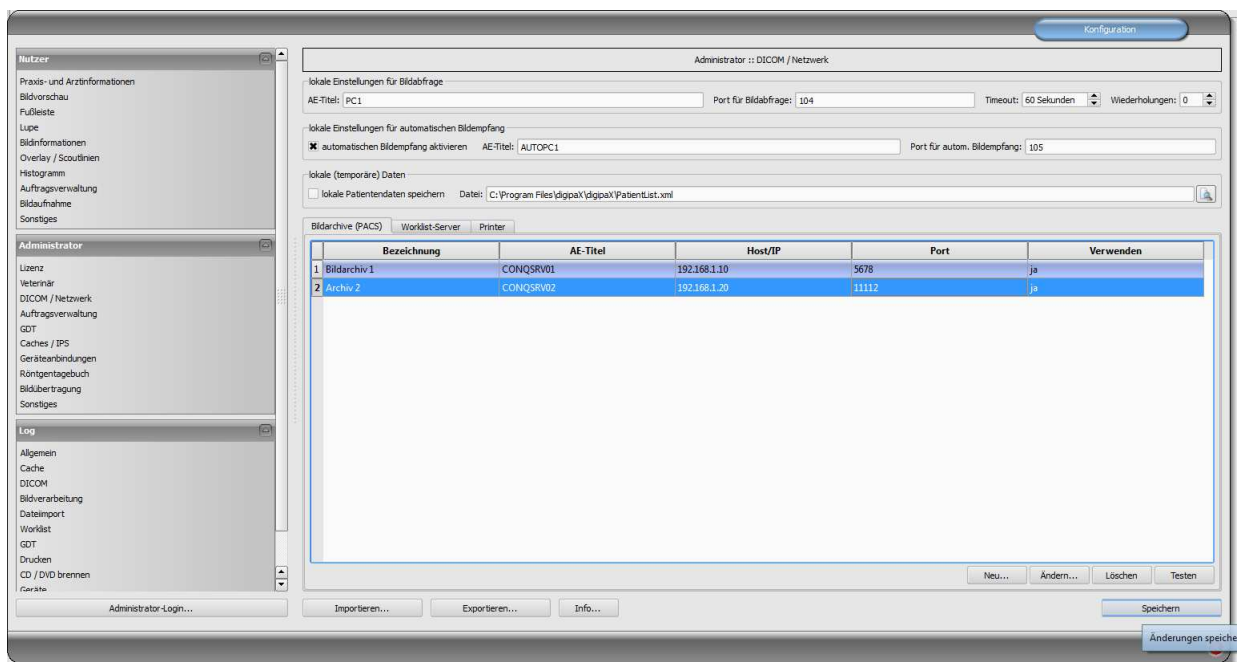 Konfiguration
Nutzer
Praxis- und Arztinformationen
Bildvorschau
Fußleiste
Lupe
Bildinformationen
Overlay / Scoutlinien
Histogramm
Auftragsverwaltung
Bildaufnahme
Sonstiges
Administrator
Lizenz
Veterinär
DICOM / Netzwerk
Auftragsverwaltung
GDT
Caches / IPS
Geräteanbindungen
Röntgentagebuch
Bildübertragung
Sonstiges
Log
Allgemein
Cache
DICOM
Bildverarbeitung
Dateiimport
Worklist
GDT
Drucken
CD / DVD brennen
Geräte
Administrator-Login...
Administrator :: DICOM / Netzwerk
lokale Einstellungen für Bildabfrage
AE-Titel: PC1 Port für Bildabfrage: 104 Timeout: 60 Sekunden Wiederholungen: 0
lokale Einstellungen für automatischen Bildempfang
automatischen Bildempfang aktivieren AE-Titel: AUTOPC1 Port für autom. Bildempfang: 105
lokale (temporäre) Daten
lokale Patientendaten speichern Datei: C:\Program Files\digipaX\digipaX\PatientList.xml
Bildarchive (PACS) Worklist-Server Printer
Bezeichnung AE-Titel Host/IP Port Verwenden
1 Bildarchiv 1 CONQSRV01 192.168.1.10 5678 ja
2 Archiv 2 CONQSRV02 192.168.1.20 11112 ja
Neu... Ändern... Löschen Testen
Importieren... Exportieren... Info... Speichern
Änderungen speiche